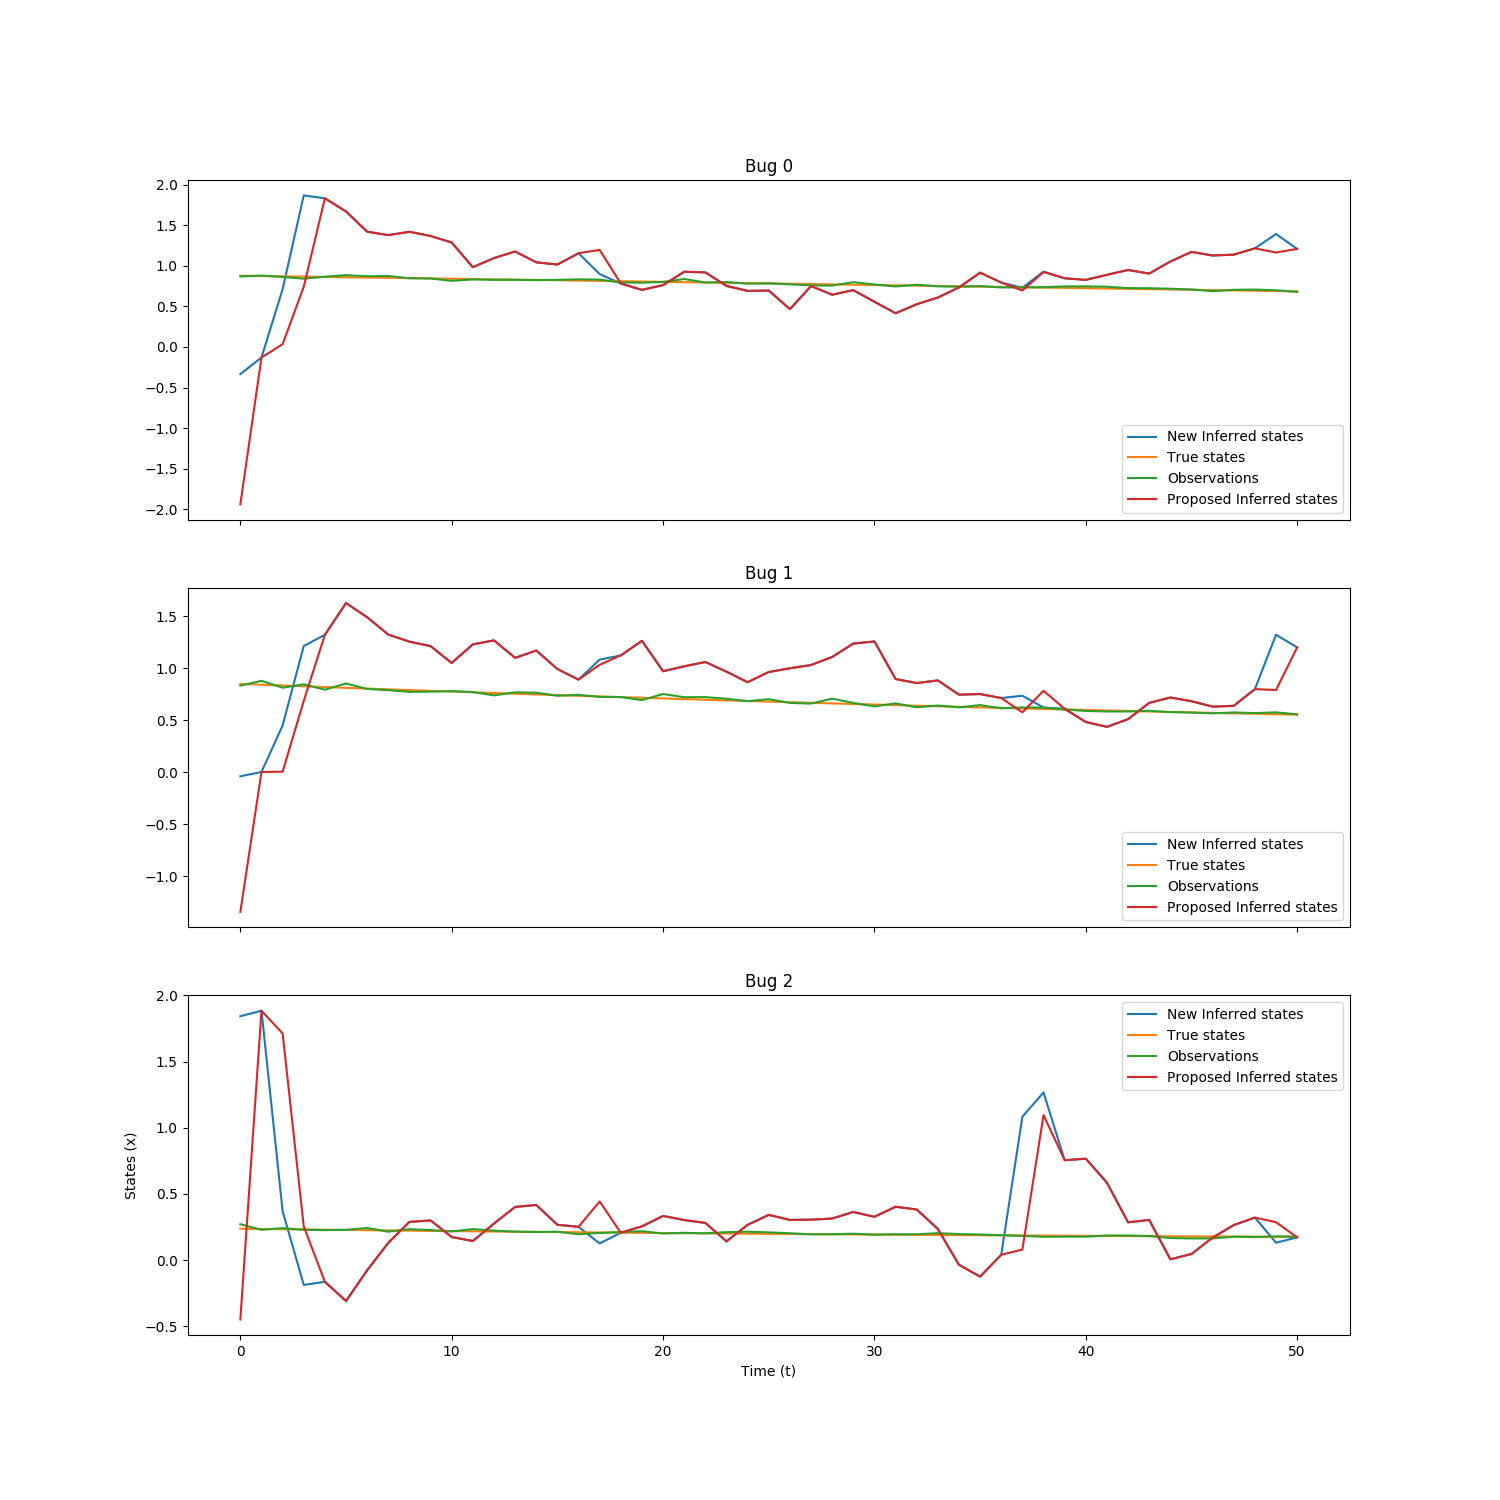 Bug 0
2.0
1.5
1.0
0.5
0.0
−0.5
−1.0
−1.5
−2.0
New Inferred states
True states
Observations
Proposed Inferred states
Bug 1
1.5
1.0
0.5
0.0
−0.5
−1.0
New Inferred states
True states
Observations
Proposed Inferred states
Bug 2
2.0
1.5
1.0
0.5
0.0
−0.5
States (x)
New Inferred states
True states
Observations
Proposed Inferred states
0 10 20 30 40 50
Time (t)